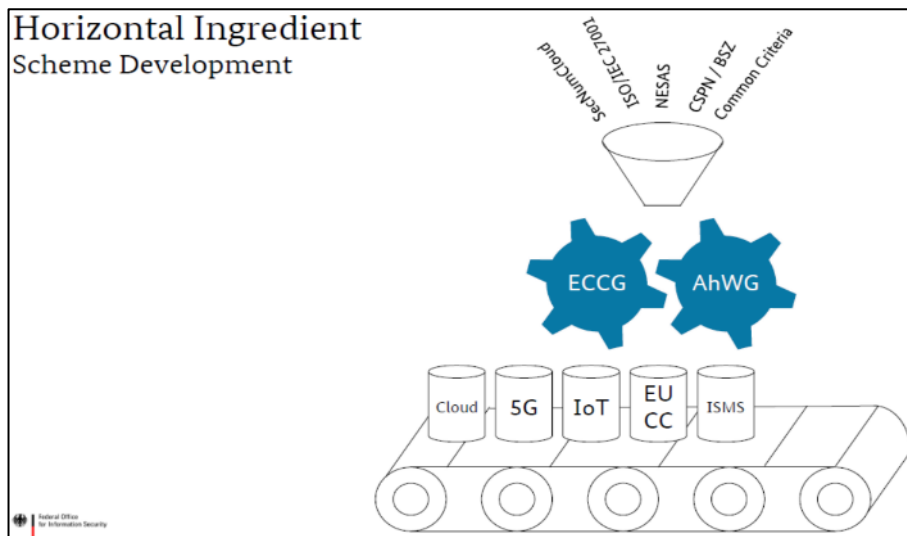 Horizontal Ingredient
Scheme Development
SecNumCloud
ISO/IEC 27001
NESAS
CSPN / BSZ
Common Criteria
ECCG
AhWG
Cloud
5G
IoT
EU
CC
ISMS
Federal Office
for Information Security